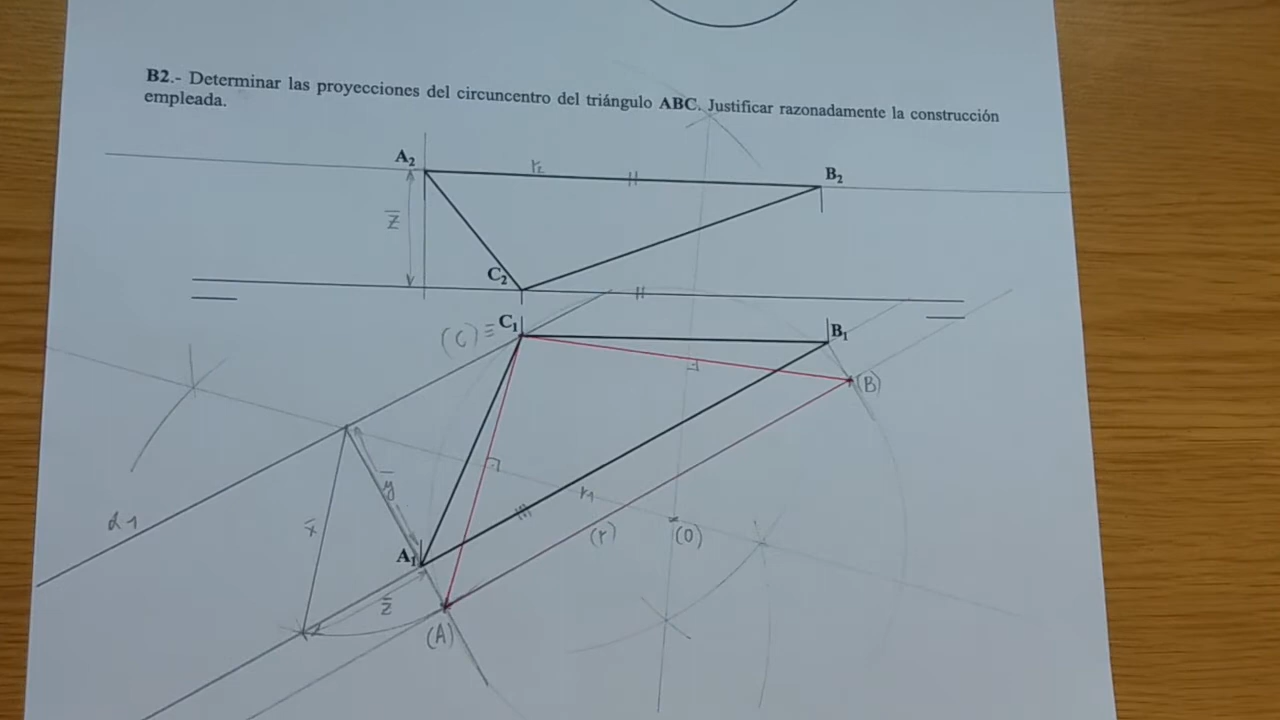 B2.- Determinar las proyecciones del circuncentro del triángulo ABC. Justificar razonadamente la construcción
empleada.
A₂
r₂
B₂
z̄
C₂
(C) ≡ C₁
B₁
(B)
ȳ
r₁
α₁
x̄
(r)
(O)
A₁
z̄
(A)